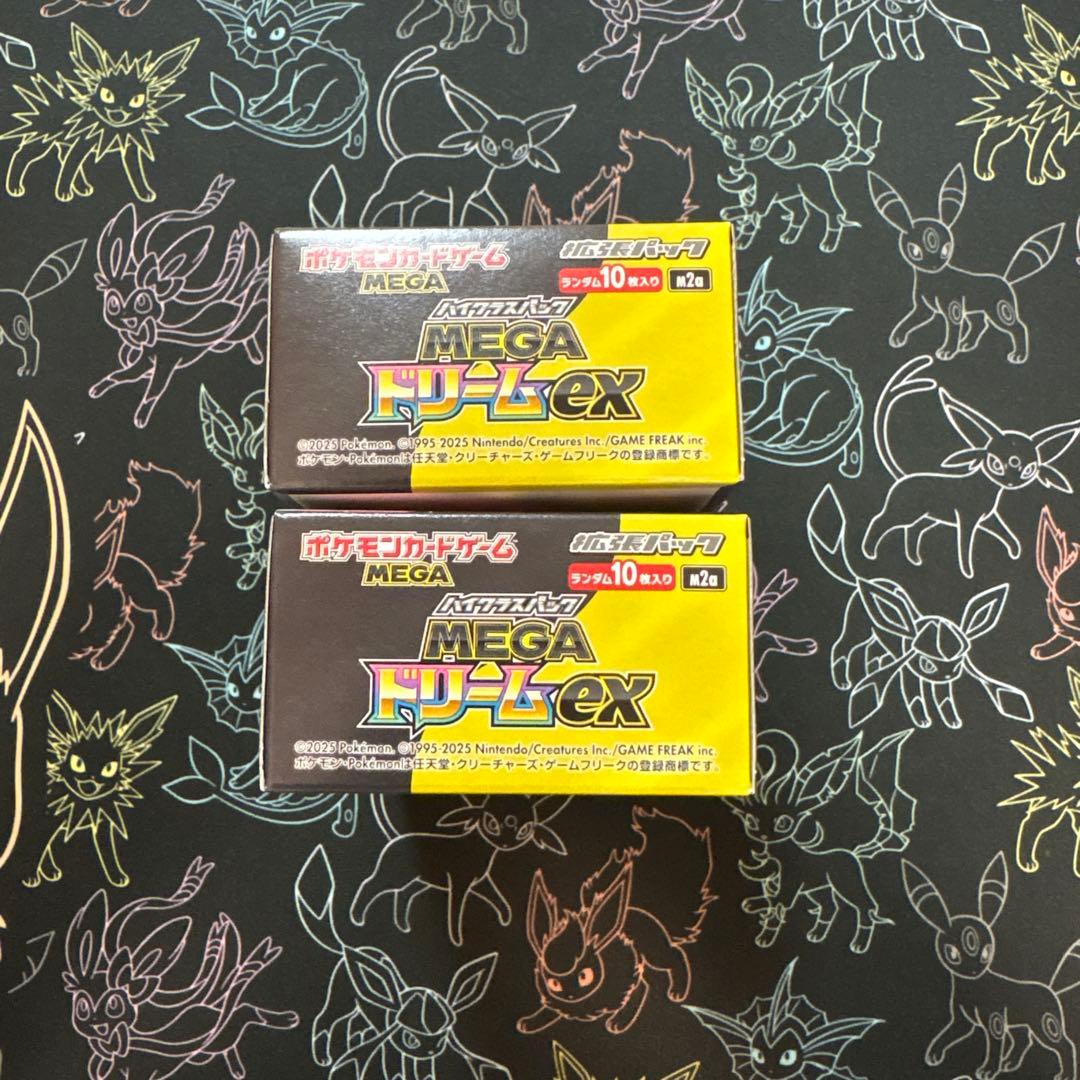 ポケモンカードゲーム 拡張パック
MEGA ランダム10枚入り M2a
ハイクラスパック
MEGA
ドリームex
©2025 Pokémon. ©1995-2025 Nintendo/Creatures Inc./GAME FREAK inc.
ポケモン・Pokémonは任天堂・クリーチャーズ・ゲームフリークの登録商標です。
ポケモンカードゲーム 拡張パック
MEGA ランダム10枚入り M2a
ハイクラスパック
MEGA
ドリームex
©2025 Pokémon. ©1995-2025 Nintendo/Creatures Inc./GAME FREAK inc.
ポケモン・Pokémonは任天堂・クリーチャーズ・ゲームフリークの登録商標です。